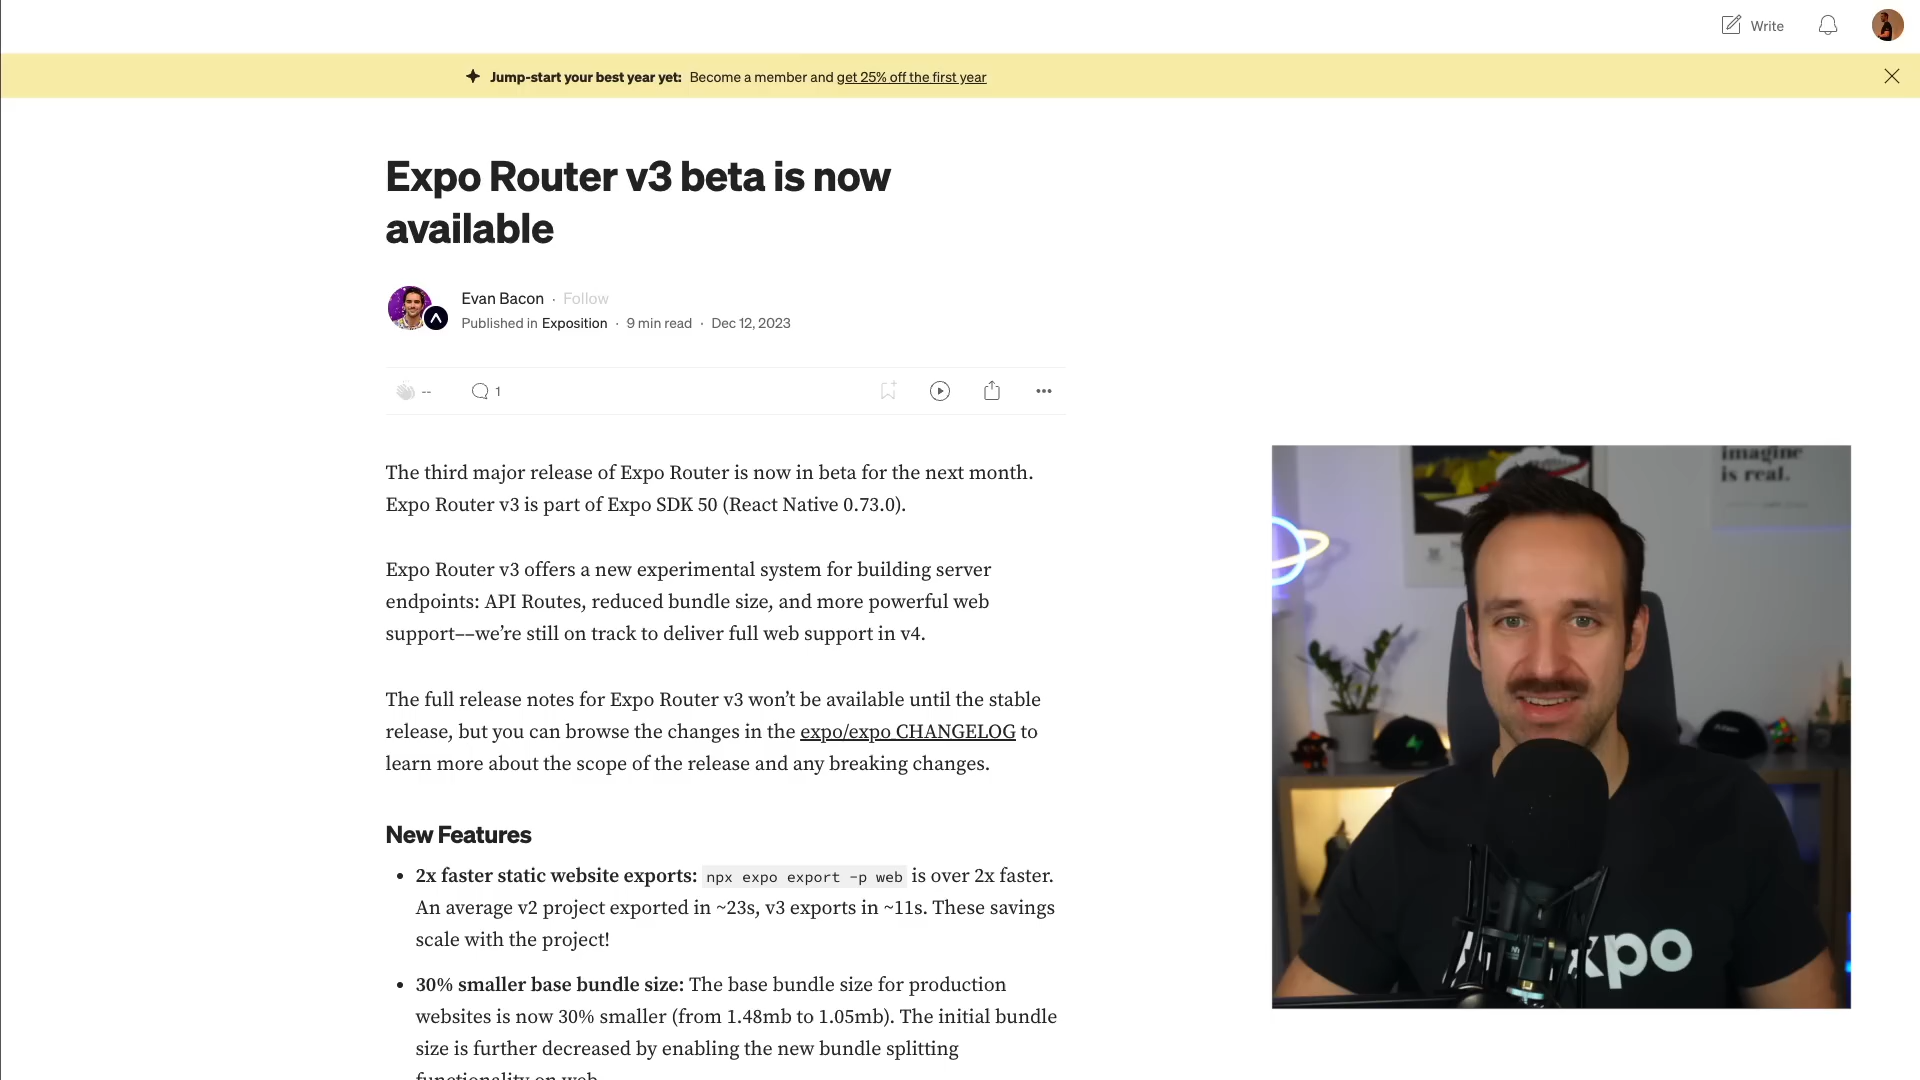 Write
Jump-start your best year yet: Become a member and get 25% off the first year
Expo Router v3 beta is now
available
Evan Bacon · Follow
Published in Exposition · 9 min read · Dec 12, 2023
-- 1
The third major release of Expo Router is now in beta for the next month.
Expo Router v3 is part of Expo SDK 50 (React Native 0.73.0).
Expo Router v3 offers a new experimental system for building server
endpoints: API Routes, reduced bundle size, and more powerful web
support––we’re still on track to deliver full web support in v4.
The full release notes for Expo Router v3 won’t be available until the stable
release, but you can browse the changes in the expo/expo CHANGELOG to
learn more about the scope of the release and any breaking changes.
New Features
• 2x faster static website exports: npx expo export -p web is over 2x faster.
An average v2 project exported in ~23s, v3 exports in ~11s. These savings
scale with the project!
• 30% smaller base bundle size: The base bundle size for production
websites is now 30% smaller (from 1.48mb to 1.05mb). The initial bundle
size is further decreased by enabling the new bundle splitting
functionality on web.
imagine
is real.
xpo